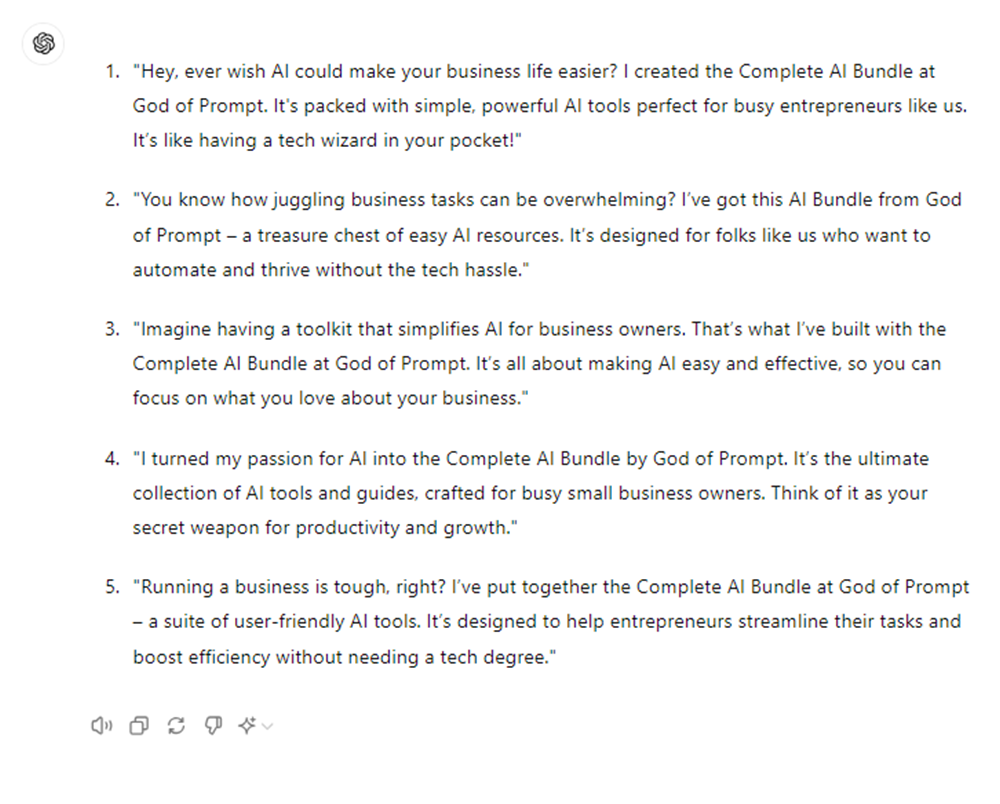 1. "Hey, ever wish AI could make your business life easier? I created the Complete AI Bundle at
God of Prompt. It's packed with simple, powerful AI tools perfect for busy entrepreneurs like us.
It's like having a tech wizard in your pocket!"
2. "You know how juggling business tasks can be overwhelming? I've got this AI Bundle from God
of Prompt – a treasure chest of easy AI resources. It's designed for folks like us who want to
automate and thrive without the tech hassle."
3. "Imagine having a toolkit that simplifies AI for business owners. That's what I've built with the
Complete AI Bundle at God of Prompt. It's all about making AI easy and effective, so you can
focus on what you love about your business."
4. "I turned my passion for AI into the Complete AI Bundle by God of Prompt. It's the ultimate
collection of AI tools and guides, crafted for busy small business owners. Think of it as your
secret weapon for productivity and growth."
5. "Running a business is tough, right? I've put together the Complete AI Bundle at God of Prompt
– a suite of user-friendly AI tools. It's designed to help entrepreneurs streamline their tasks and
boost efficiency without needing a tech degree."